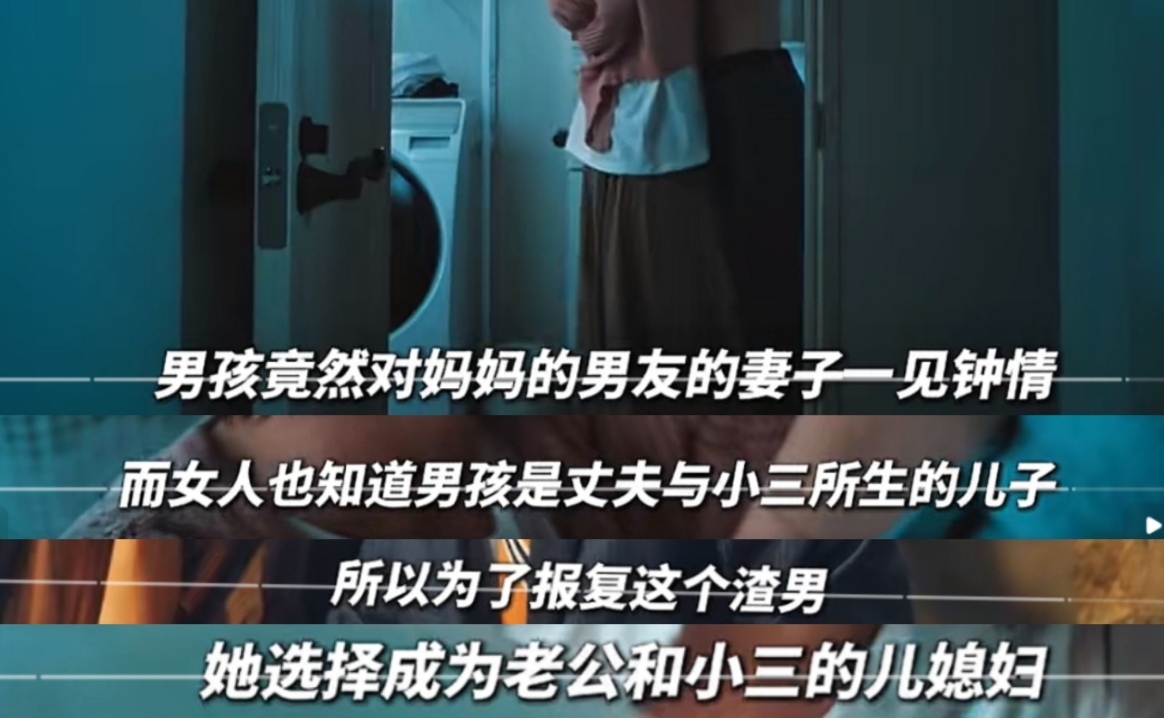 男孩竟然对妈妈的男友的妻子一见钟情
而女人也知道男孩是丈夫与小三所生的儿子
所以为了报复这个渣男
她选择成为老公和小三的儿媳妇